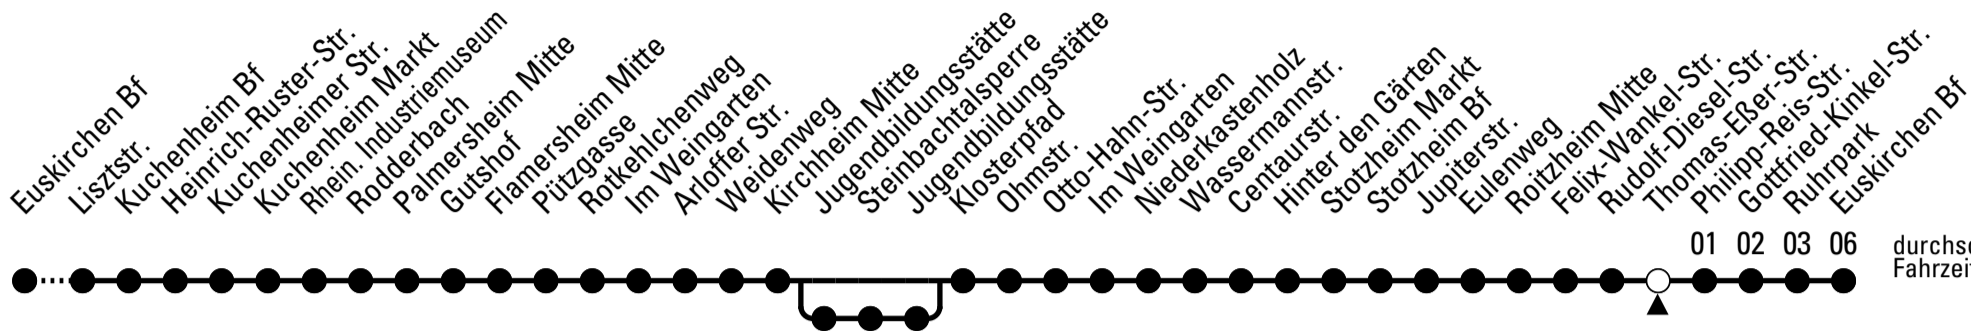 Euskirchen Bf
Lisztstr.
Kuchenheim Bf
Heinrich-Ruster-Str.
Kuchenheimer Str.
Kuchenheim Markt
Rhein. Industriemuseum
Rodderbach
Palmersheim Mitte
Gutshof
Flamersheim Mitte
Pützgasse
Rotkehlchenweg
Im Weingarten
Arloffer Str.
Weidenweg
Kirchheim Mitte
Jugendbildungsstätte
Steinbachtalsperre
Jugendbildungsstätte
Klosterpfad
Ohmstr.
Otto-Hahn-Str.
Im Weingarten
Niederkastenholz
Wassermannstr.
Centaurstr.
Hinter den Gärten
Stotzheim Markt
Stotzheim Bf
Jupiterstr.
Eulenweg
Roitzheim Mitte
Felix-Wankel-Str.
Rudolf-Diesel-Str.
Thomas-Eßer-Str.
Philipp-Reis-Str.
Gottfried-Kinkel-Str.
Ruhrpark
Euskirchen Bf
01 02 03 06
Fahrzeit